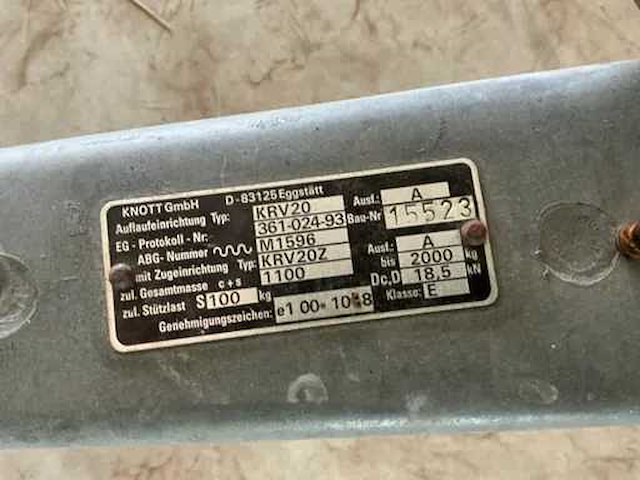 KNOTT GmbH D-83125 Eggstätt
Auflaufeinrichtung Typ: KRV20 Ausf.: A
EG - Protokoll - Nr. 361-024-93 Bau-Nr 15523
ABG - Nummer M1596
mit Zugeinrichtung Typ: KRV20Z Ausf.: A
zul. Gesamtmasse c+s 1100 bis 2000 kg
zul. Stützlast S 100 kg Dc,D 18,5 kN
Genehmigungszeichen: e1 00- Klasse: E